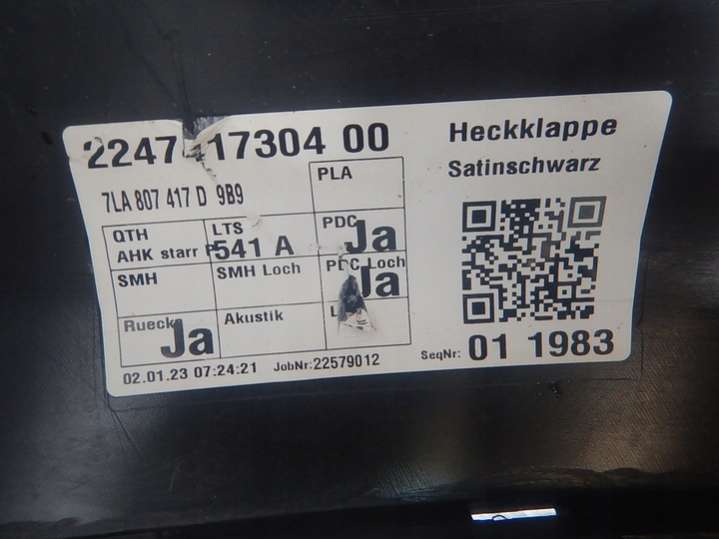 17304 00
Heckklappe
Satinschwarz
7LA 807 417 D 9B9
PLA
QTH
LTS
PDC
AHK starr
541 A
Ja
SMH
SMH Loch
Loch
Ja
Rueck
Ja
Akustik
02.01.23 07:24:21
JobNr:22579012
SeqNr: 01 1983